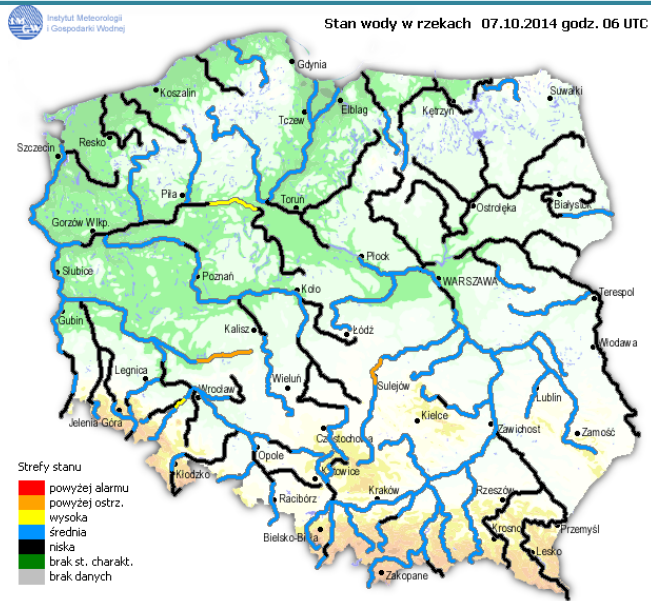 Instytut Meteorologii
i Gospodarki Wodnej
Stan wody w rzekach 07.10.2014 godz. 06 UTC
Gdynia
Koszalin
Suwałki
Tczew
Elbląg
Kętrzyn
Resko
Szczecin
Piła
Toruń
Ostrołęka
Białystok
Gorzów Wlkp.
Płock
Słubice
Poznań
WARSZAWA
Koło
Terespol
Gubin
Kalisz
Łódź
Włodawa
Legnica
Wieluń
Sulejów
Wrocław
Lublin
Jelenia Góra
Kielce
Częstochowa
Zawichost
Zamość
Opole
Kłodzko
Katowice
Strefy stanu
Racibórz
Kraków
Rzeszów
powyżej alarmu
powyżej ostrz.
wysoka
średnia
niska
brak st. charakt.
brak danych
Bielsko-Biała
Krosno
Przemyśl
Lesko
Zakopane